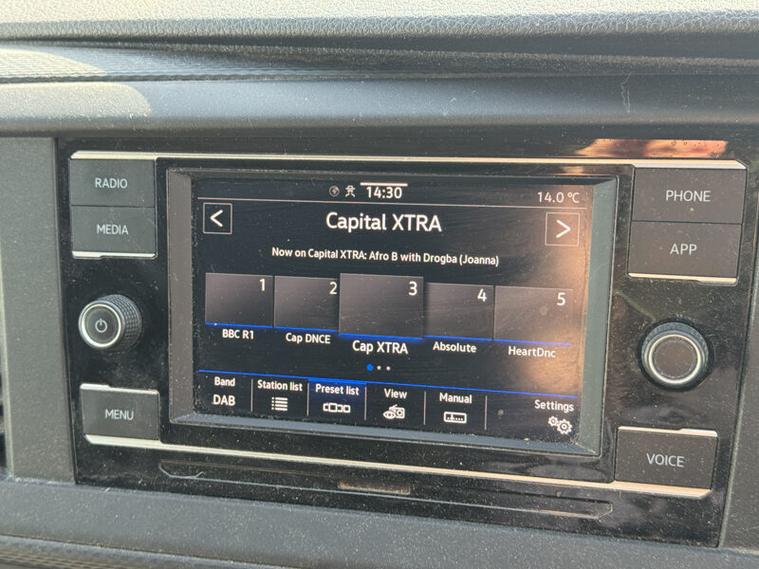 RADIO
MEDIA
MENU
PHONE
APP
VOICE
14:30
14.0 °C
<
Capital XTRA
>
Now on Capital XTRA: Afro B with Drogba (Joanna)
1
2
3
4
5
BBC R1
Cap DNCE
Cap XTRA
Absolute
HeartDnc
Band
DAB
Station list
Preset list
View
Manual
Settings